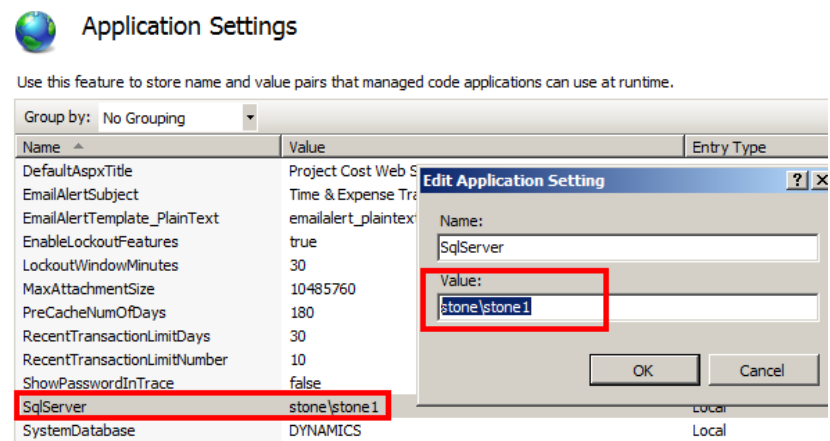 Application Settings
Use this feature to store name and value pairs that managed code applications can use at runtime.
Group by: No Grouping
Name Value Entry Type
DefaultAspxTitle Project Cost Web S
EmailAlertSubject Time & Expense Tra
EmailAlertTemplate_PlainText emailalert_plaintex
EnableLockoutFeatures true
LockoutWindowMinutes 30
MaxAttachmentSize 10485760
PreCacheNumOfDays 180
RecentTransactionLimitDays 30
RecentTransactionLimitNumber 10
ShowPasswordInTrace false
SqlServer stone\stone1 Local
SystemDatabase DYNAMICS Local
Edit Application Setting ? X
Name:
SqlServer
Value:
stone\stone1
OK Cancel